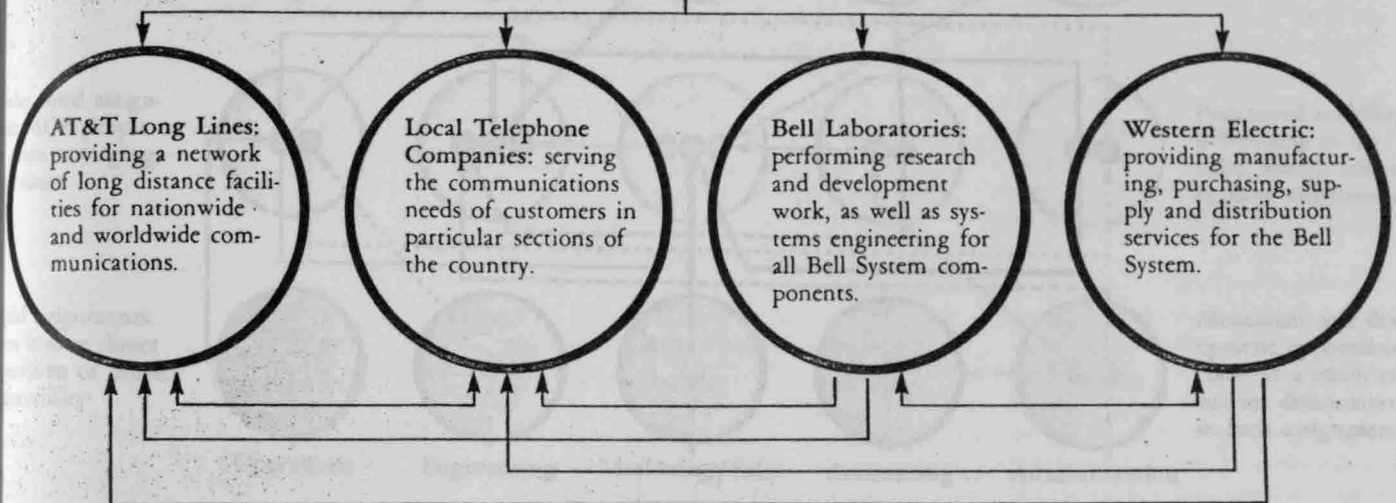 AT&T Long Lines:
providing a network
of long distance facili-
ties for nationwide
and worldwide com-
munications.
Local Telephone
Companies: serving
the communications
needs of customers in
particular sections of
the country.
Bell Laboratories:
performing research
and development
work, as well as sys-
tems engineering for
all Bell System com-
ponents.
Western Electric:
providing manufactur-
ing, purchasing, sup-
ply and distribution
services for the Bell
System.